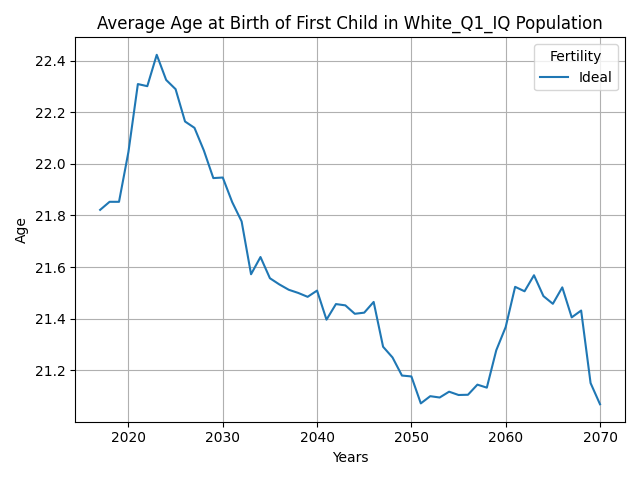 Average Age at Birth of First Child in White_Q1_IQ Population
Fertility
Ideal
22.4
22.2
22.0
21.8
21.6
21.4
21.2
Age
2020 2030 2040 2050 2060 2070
Years